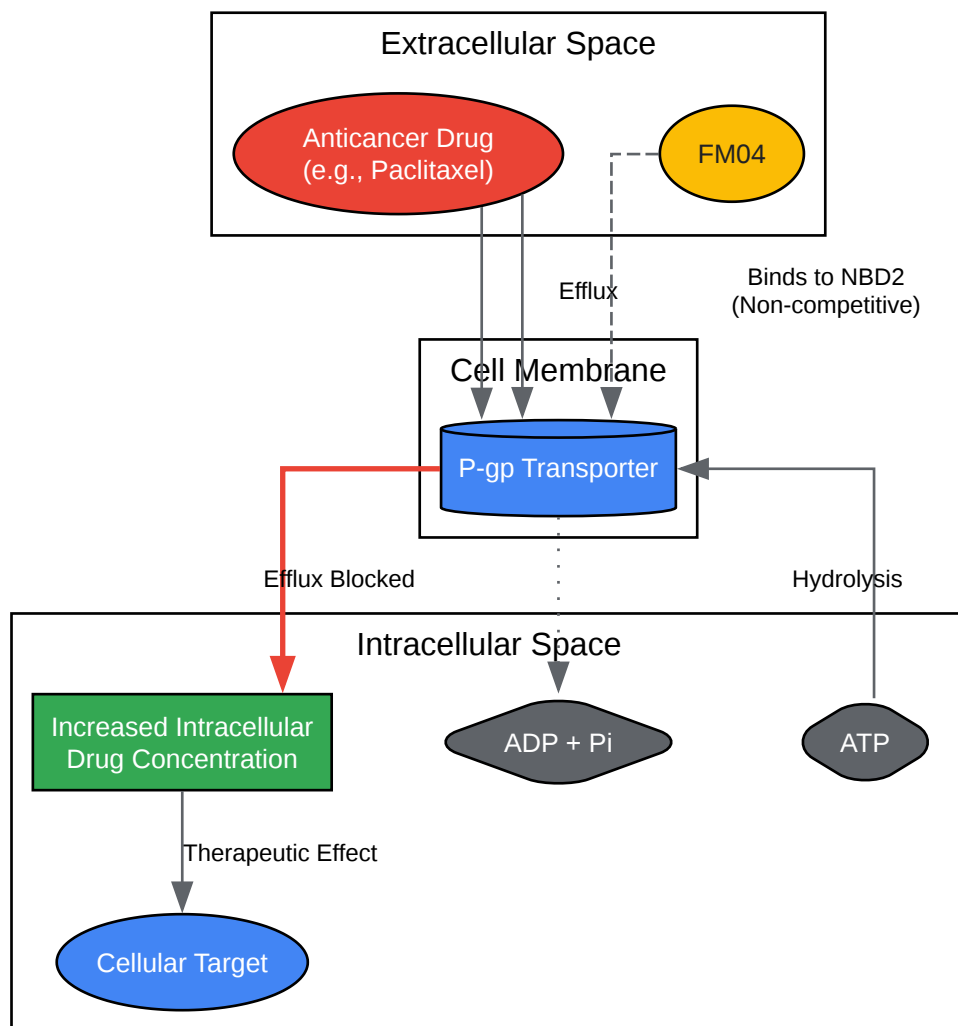 Extracellular Space
Anticancer Drug
(e.g., Paclitaxel)
FM04
Efflux
Binds to NBD2
(Non-competitive)
Cell Membrane
P-gp Transporter
Efflux Blocked
Hydrolysis
Intracellular Space
Increased Intracellular
Drug Concentration
ADP + Pi
ATP
Therapeutic Effect
Cellular Target